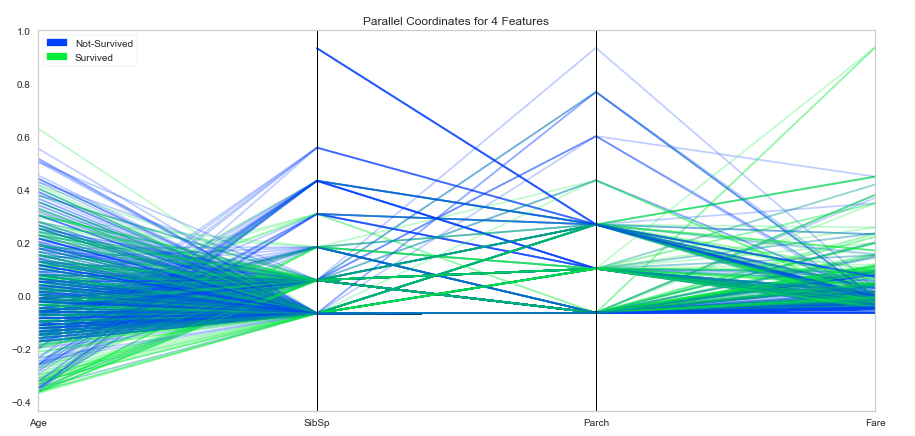 Parallel Coordinates for 4 Features
1.0
Not-Survived
Survived
0.8
0.6
0.4
0.2
0.0
−0.2
−0.4
Age SibSp Parch Fare